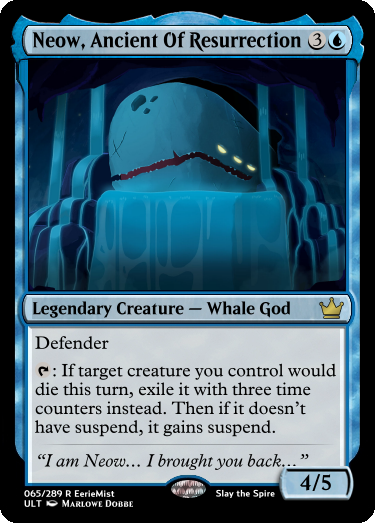 Neow, Ancient Of Resurrection 3
Legendary Creature — Whale God
Defender
: If target creature you control would
die this turn, exile it with three time
counters instead. Then if it doesn't
have suspend, it gains suspend.
“I am Neow... I brought you back...”
065/289 R EerieMist
Slay the Spire
ULT MARLOWE DOBBE
4/5